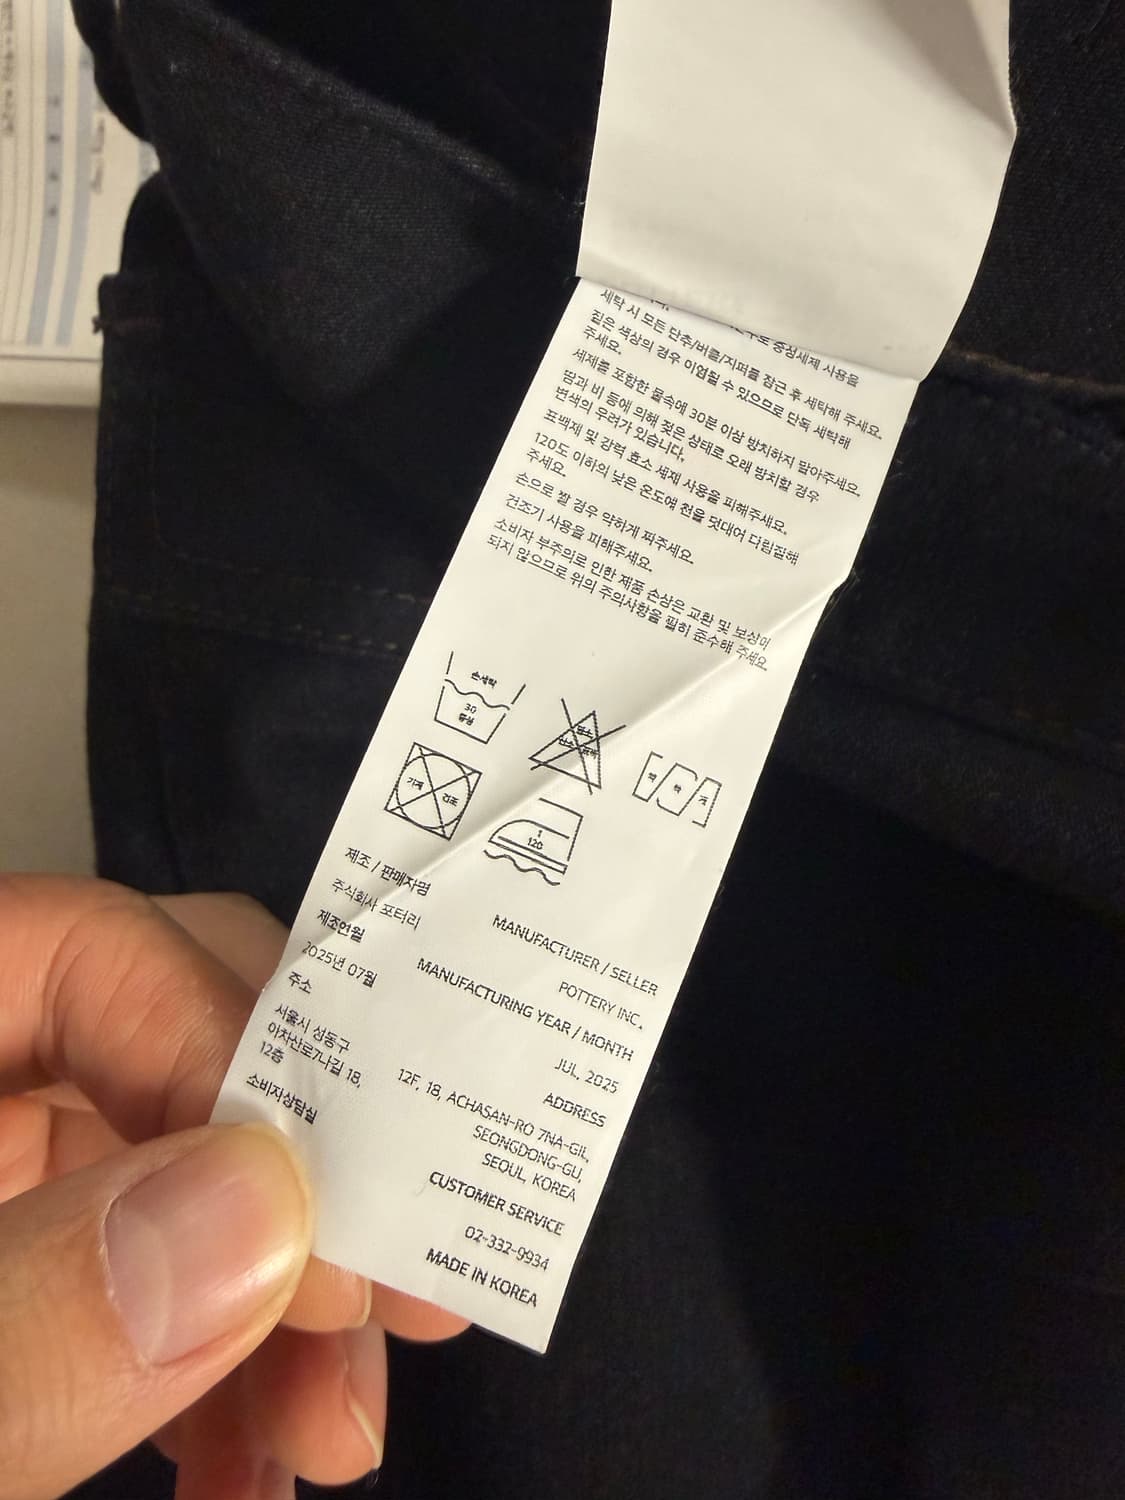 중성세제 사용을
세탁 시 모든 단추/버클/지퍼를 잠근 후 세탁해 주세요.
짙은 색상의 경우 이염될 수 있으므로 단독 세탁해
주세요.
세제를 포함한 물속에 30분 이상 방치하지 말아주세요.
땀과 비 등에 의해 젖은 상태로 오래 방치할 경우
변색의 우려가 있습니다.
표백제 및 강력 효소 세제 사용을 피해주세요.
120도 이하의 낮은 온도에 천을 덧대어 다림질해
주세요.
손으로 짤 경우 약하게 짜주세요.
건조기 사용을 피해주세요.
소비자 부주의로 인한 제품 손상은 교환 및 보상이
되지 않으므로 위의 주의사항을 필히 준수해 주세요.
손세탁
30
중성
기계 건조
120
제조 / 판매자명
주식회사 포터리
제조연월
2025년 07월
주소
서울시 성동구
아차산로7나길 18,
12층
소비자상담실
MANUFACTURER / SELLER
POTTERY INC.
MANUFACTURING YEAR / MONTH
JUL, 2025
ADDRESS
12F, 18, ACHASAN-RO 7NA-GIL,
SEONGDONG-GU,
SEOUL, KOREA
CUSTOMER SERVICE
02-332-9934
MADE IN KOREA